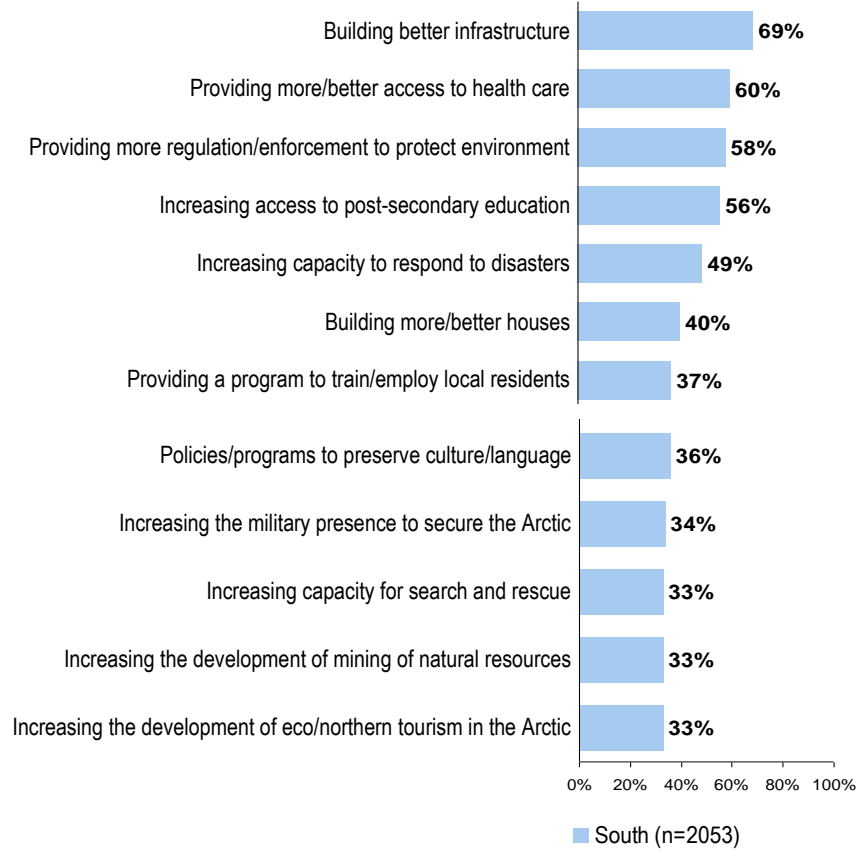 Building better infrastructure 69%
Providing more/better access to health care 60%
Providing more regulation/enforcement to protect environment 58%
Increasing access to post-secondary education 56%
Increasing capacity to respond to disasters 49%
Building more/better houses 40%
Providing a program to train/employ local residents 37%
Policies/programs to preserve culture/language 36%
Increasing the military presence to secure the Arctic 34%
Increasing capacity for search and rescue 33%
Increasing the development of mining of natural resources 33%
Increasing the development of eco/northern tourism in the Arctic 33%
0% 20% 40% 60% 80% 100%
South (n=2053)